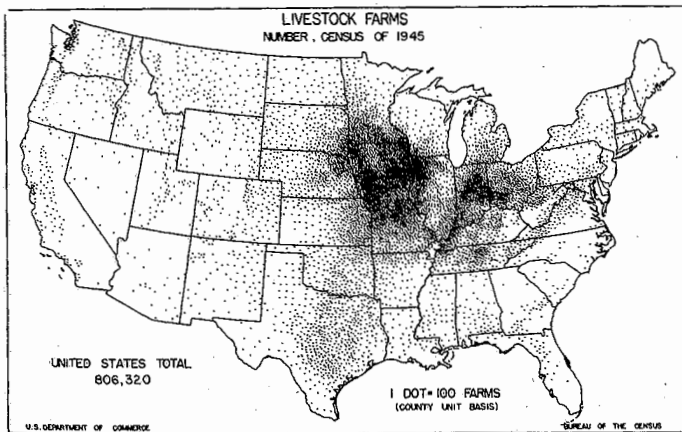 LIVESTOCK FARMS
NUMBER, CENSUS OF 1945
UNITED STATES TOTAL
806,320
1 DOT=100 FARMS
(COUNTY UNIT BASIS)
U.S. DEPARTMENT OF COMMERCE
BUREAU OF THE CENSUS